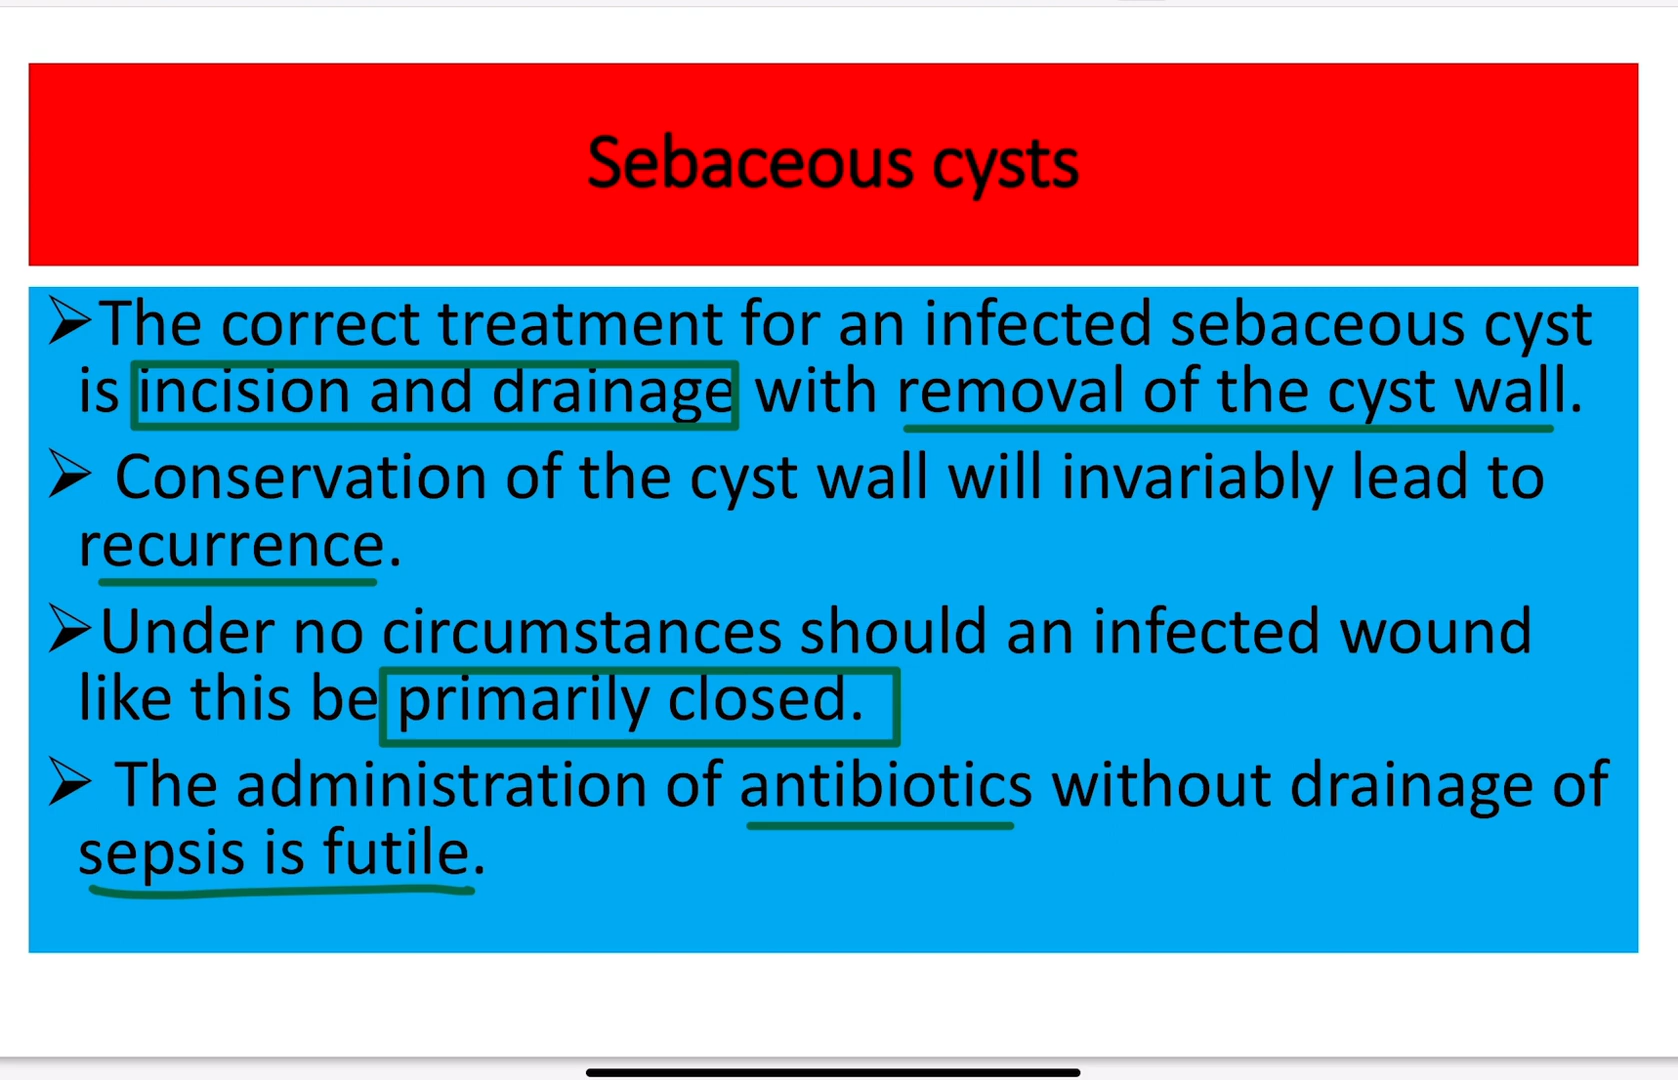 Sebaceous cysts
➢The correct treatment for an infected sebaceous cyst
is incision and drainage with removal of the cyst wall.
➢ Conservation of the cyst wall will invariably lead to
recurrence.
➢Under no circumstances should an infected wound
like this be primarily closed.
➢ The administration of antibiotics without drainage of
sepsis is futile.